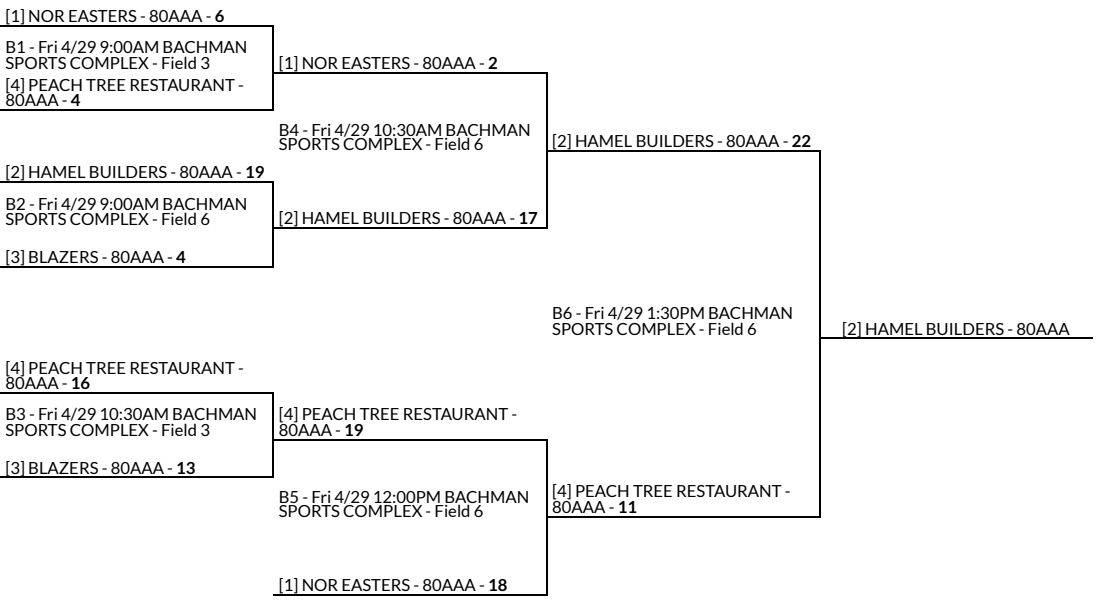 [1] NOR EASTERS - 80AAA - 6
B1 - Fri 4/29 9:00AM BACHMAN
SPORTS COMPLEX - Field 3
[4] PEACH TREE RESTAURANT -
80AAA - 4
[1] NOR EASTERS - 80AAA - 2
B4 - Fri 4/29 10:30AM BACHMAN
SPORTS COMPLEX - Field 6
[2] HAMEL BUILDERS - 80AAA - 22
[2] HAMEL BUILDERS - 80AAA - 19
B2 - Fri 4/29 9:00AM BACHMAN
SPORTS COMPLEX - Field 6
[2] HAMEL BUILDERS - 80AAA - 17
[3] BLAZERS - 80AAA - 4
B6 - Fri 4/29 1:30PM BACHMAN
SPORTS COMPLEX - Field 6
[2] HAMEL BUILDERS - 80AAA
[4] PEACH TREE RESTAURANT -
80AAA - 16
B3 - Fri 4/29 10:30AM BACHMAN
SPORTS COMPLEX - Field 3
[4] PEACH TREE RESTAURANT -
80AAA - 19
[3] BLAZERS - 80AAA - 13
B5 - Fri 4/29 12:00PM BACHMAN
SPORTS COMPLEX - Field 6
[4] PEACH TREE RESTAURANT -
80AAA - 11
[1] NOR EASTERS - 80AAA - 18